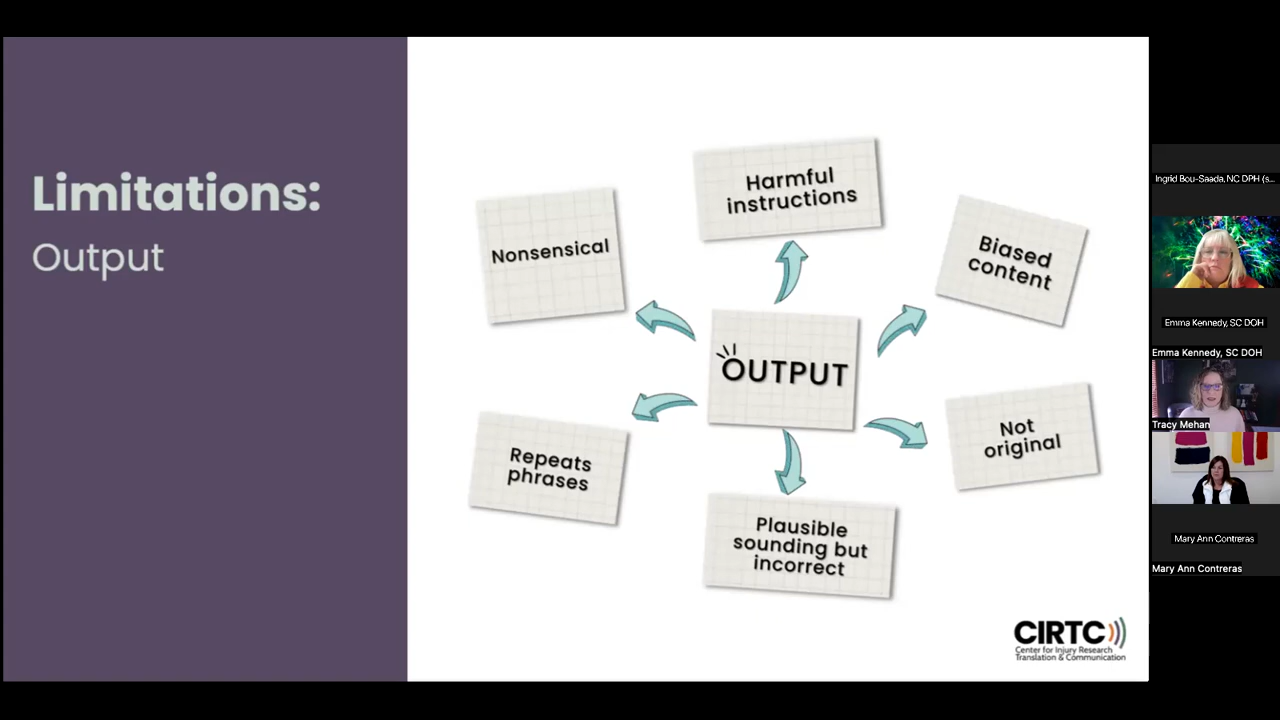 Limitations:
Output
Harmful
instructions
Nonsensical
Biased
content
OUTPUT
Repeats
phrases
Not
original
Plausible
sounding but
incorrect
CIRTC
Center for Injury Research
Translation & Communication
Ingrid Bou-Saada, NC DPH (s...
Emma Kennedy, SC DOH
Emma Kennedy, SC DOH
Tracy Mehan
Mary Ann Contreras
Mary Ann Contreras